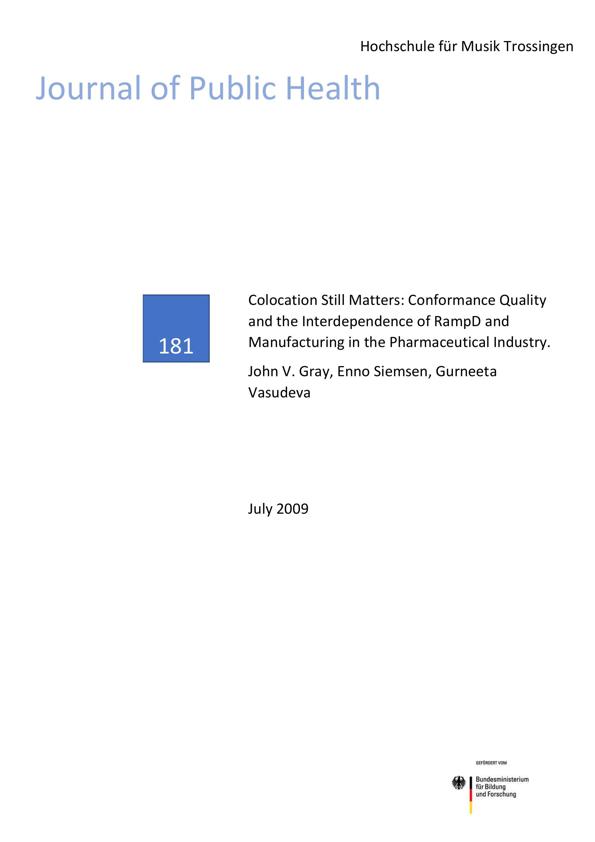 Hochschule für Musik Trossingen
Journal of Public Health
181
Colocation Still Matters: Conformance Quality
and the Interdependence of RampD and
Manufacturing in the Pharmaceutical Industry.
John V. Gray, Enno Siemsen, Gurneeta
Vasudeva
July 2009
GEFÖRDERT VOM
Bundesministerium
für Bildung
und Forschung